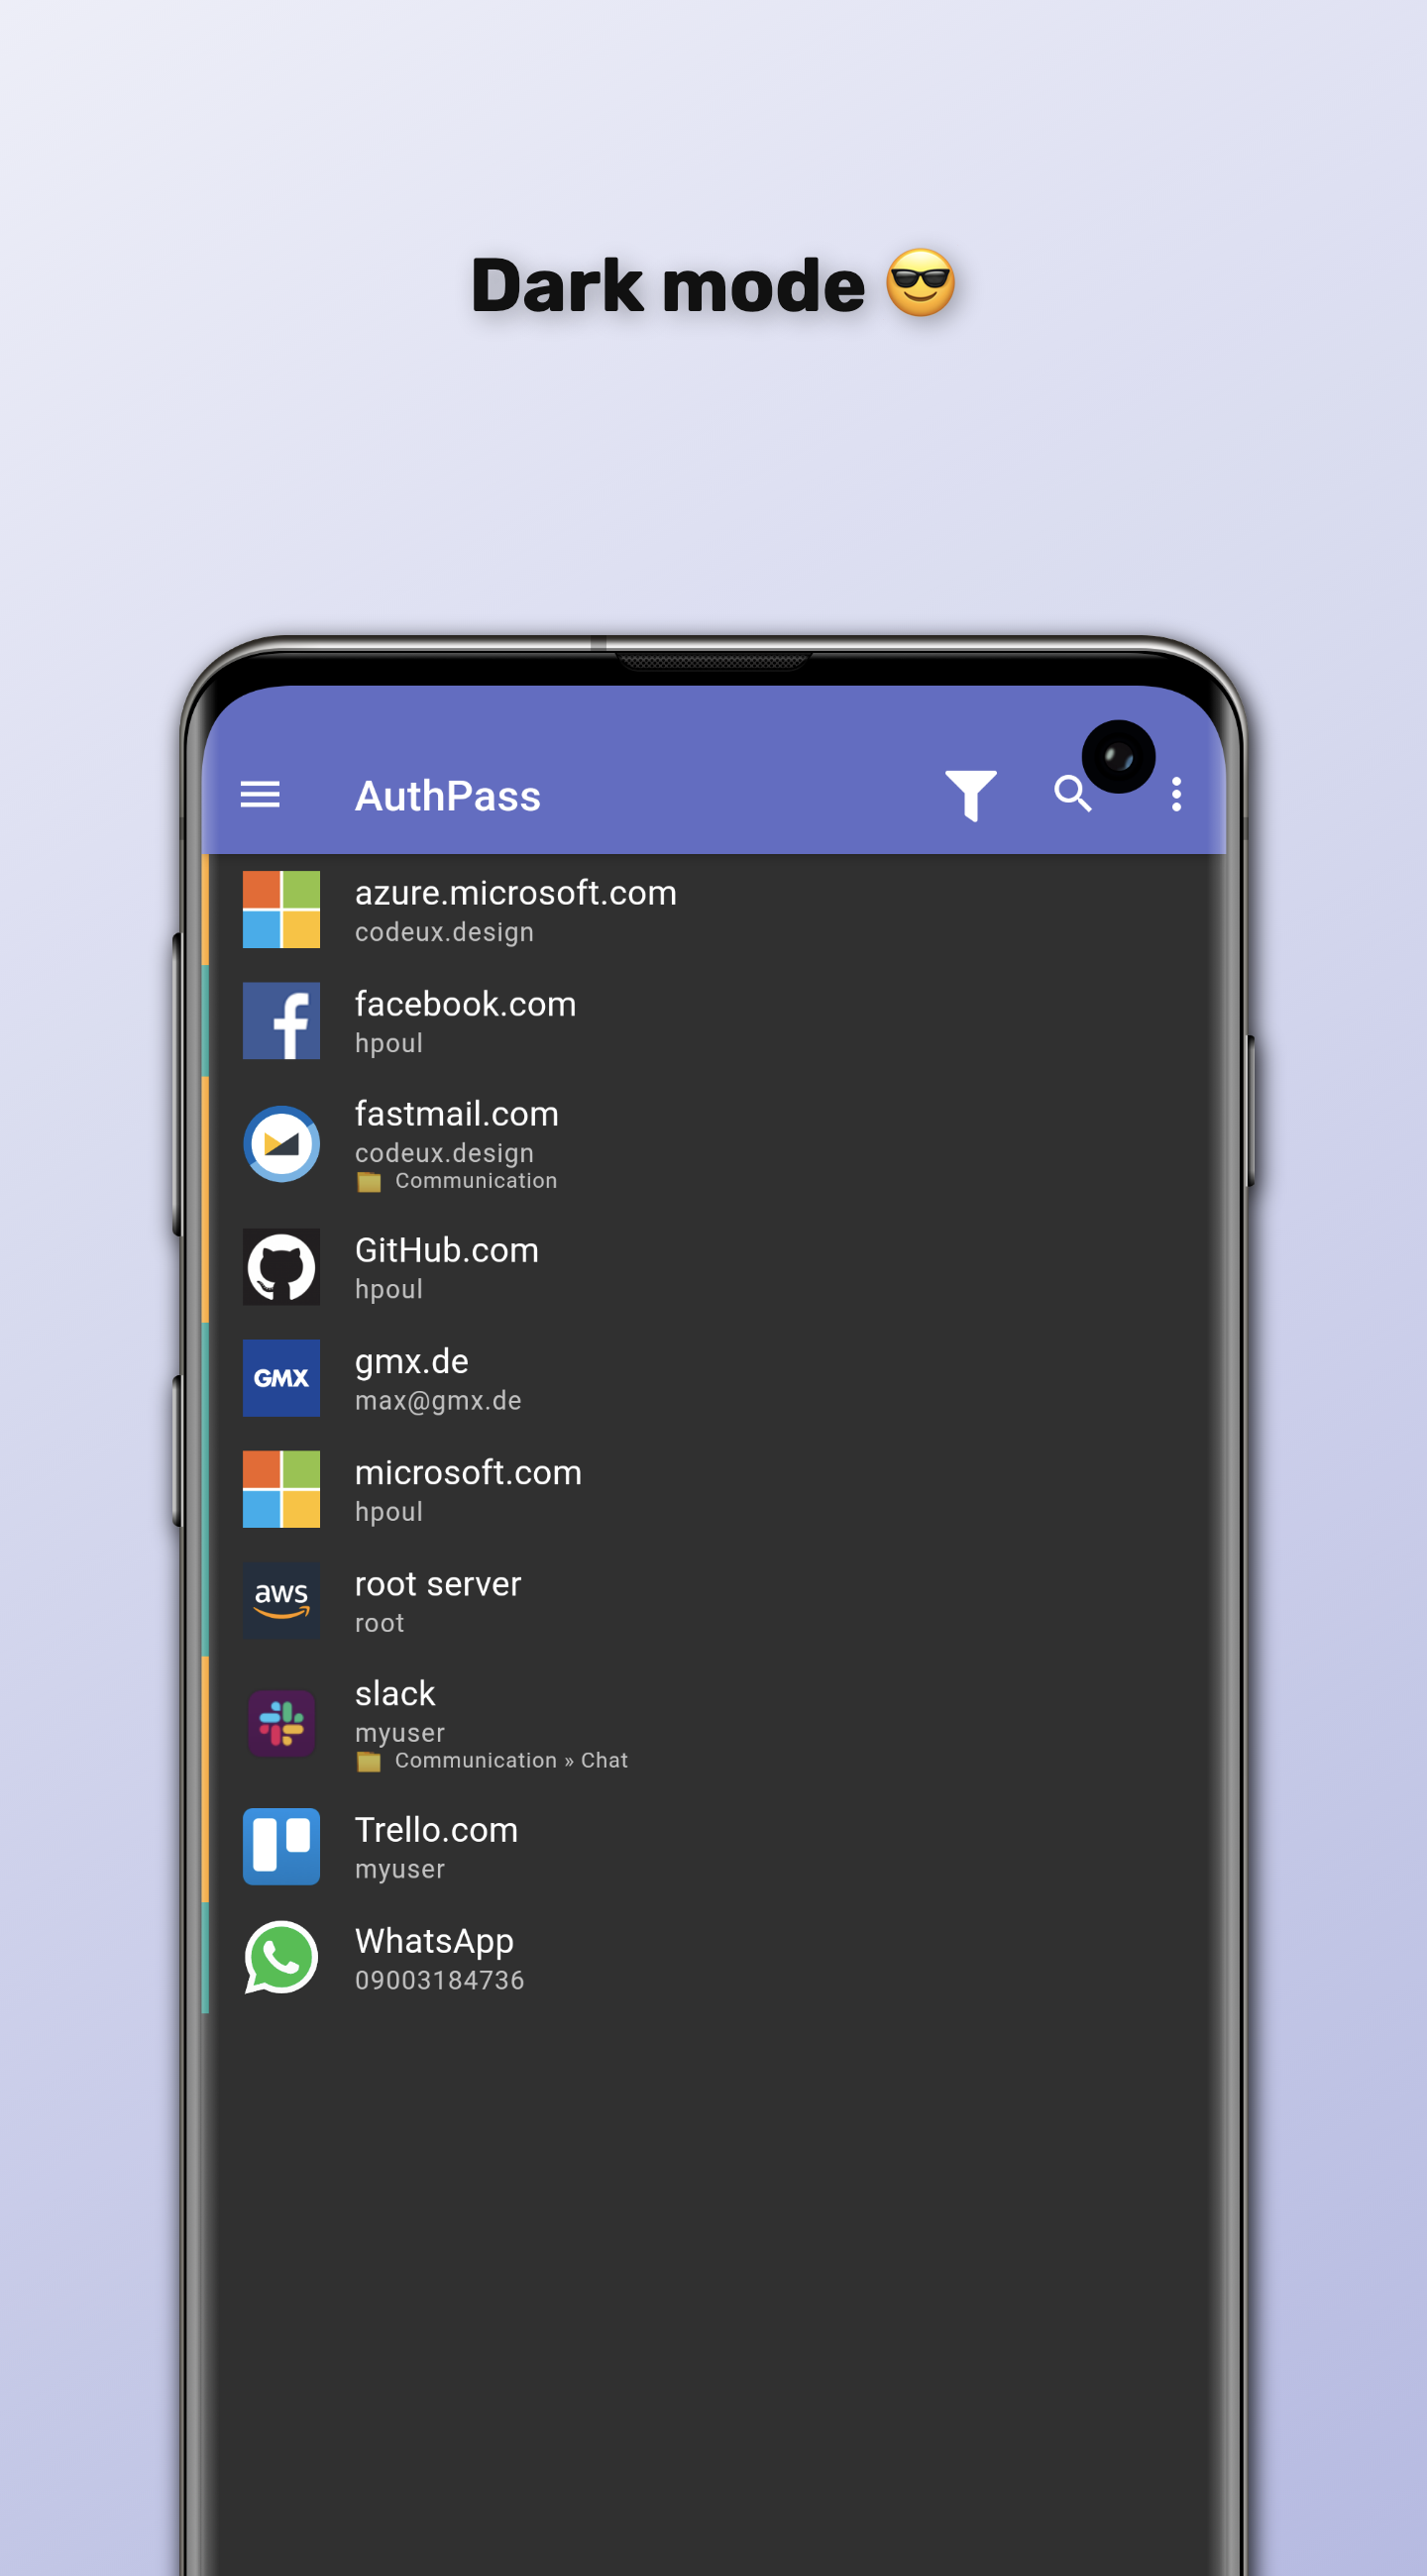 Dark mode 😎
AuthPass
azure.microsoft.com
codeux.design
facebook.com
hpoul
fastmail.com
codeux.design
Communication
GitHub.com
hpoul
GMX
gmx.de
max@gmx.de
microsoft.com
hpoul
aws
root server
root
slack
myuser
Communication » Chat
Trello.com
myuser
WhatsApp
09003184736